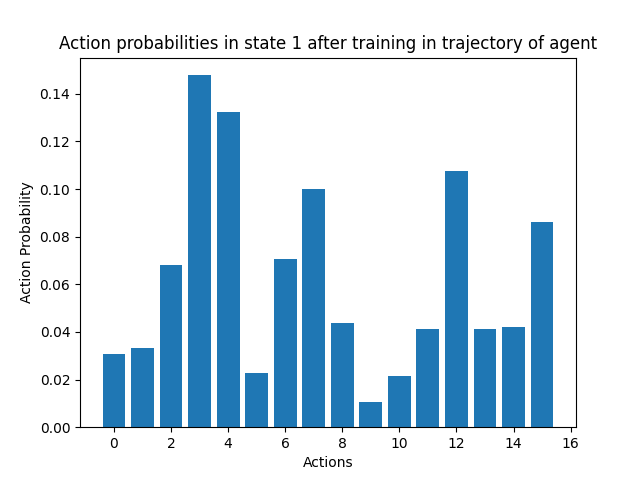 Action probabilities in state 1 after training in trajectory of agent
0.14
0.12
0.10
0.08
0.06
0.04
0.02
0.00
Action Probability
0 2 4 6 8 10 12 14 16
Actions